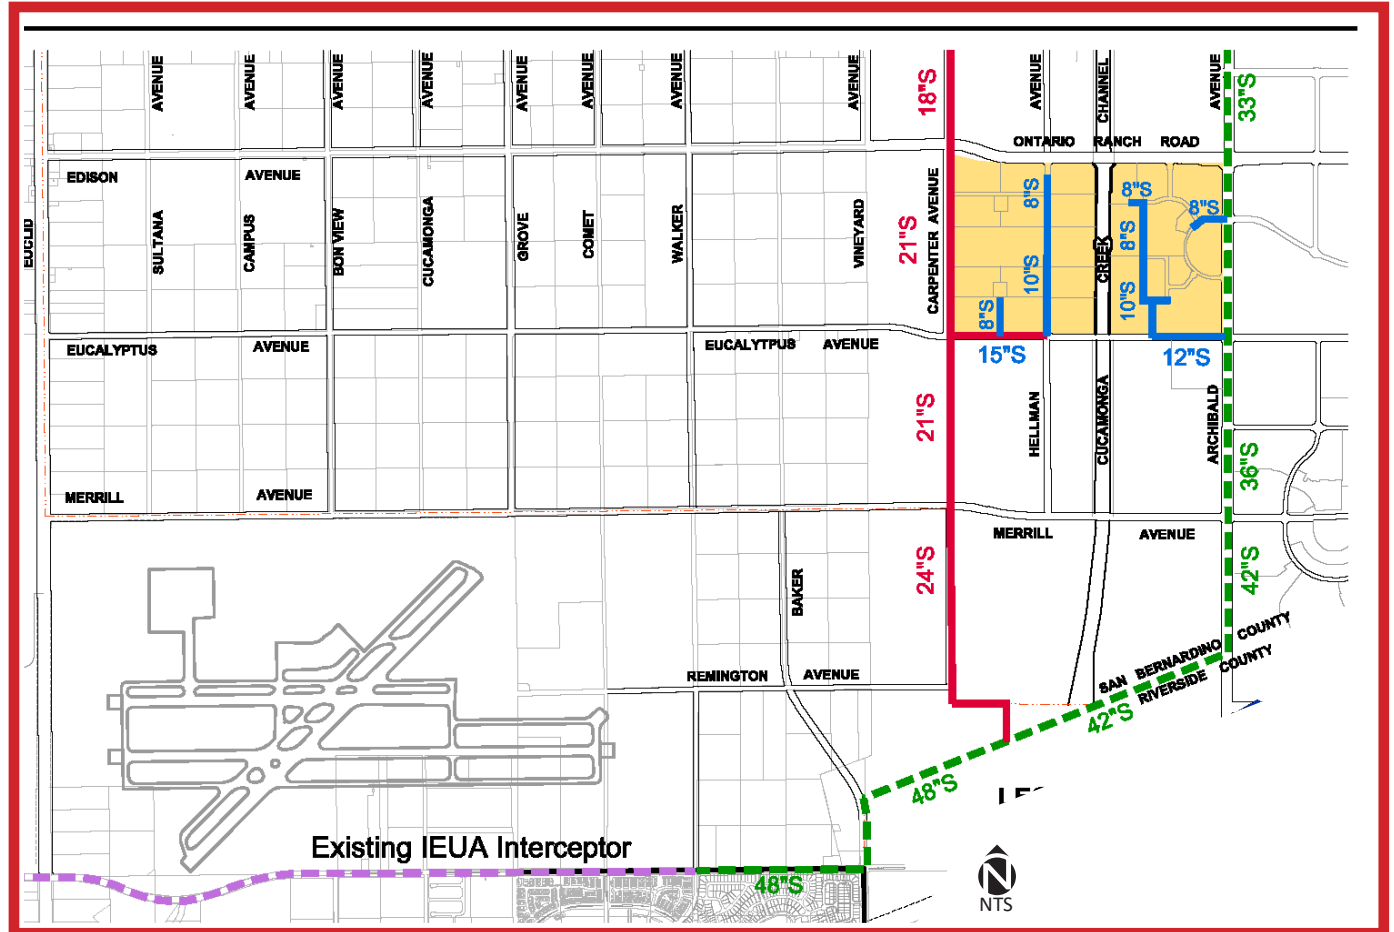 AVENUE
AVENUE
AVENUE
AVENUE
AVENUE
AVENUE
AVENUE
AVENUE
18"S
AVENUE
CHANNEL
AVENUE
33"S
ONTARIO RANCH ROAD
EDISON AVENUE
EUCLID
SULTANA
CAMPUS
BON VIEW
CUCAMONGA
GROVE
COMET
WALKER
VINEYARD
21"S
CARPENTER AVENUE
8"S
10"S
8"S
CREEK
8"S
8"S
10"S
8"S
EUCALYPTUS AVENUE
EUCALYTPUS AVENUE
15"S
12"S
21"S
HELLMAN
CUCAMONGA
ARCHIBALD
36"S
MERRILL AVENUE
MERRILL AVENUE
24"S
42"S
BAKER
REMINGTON AVENUE
SAN BERNARDINO COUNTY
RIVERSIDE COUNTY
42"S
48"S
Existing IEUA Interceptor
48"S
N
NTS